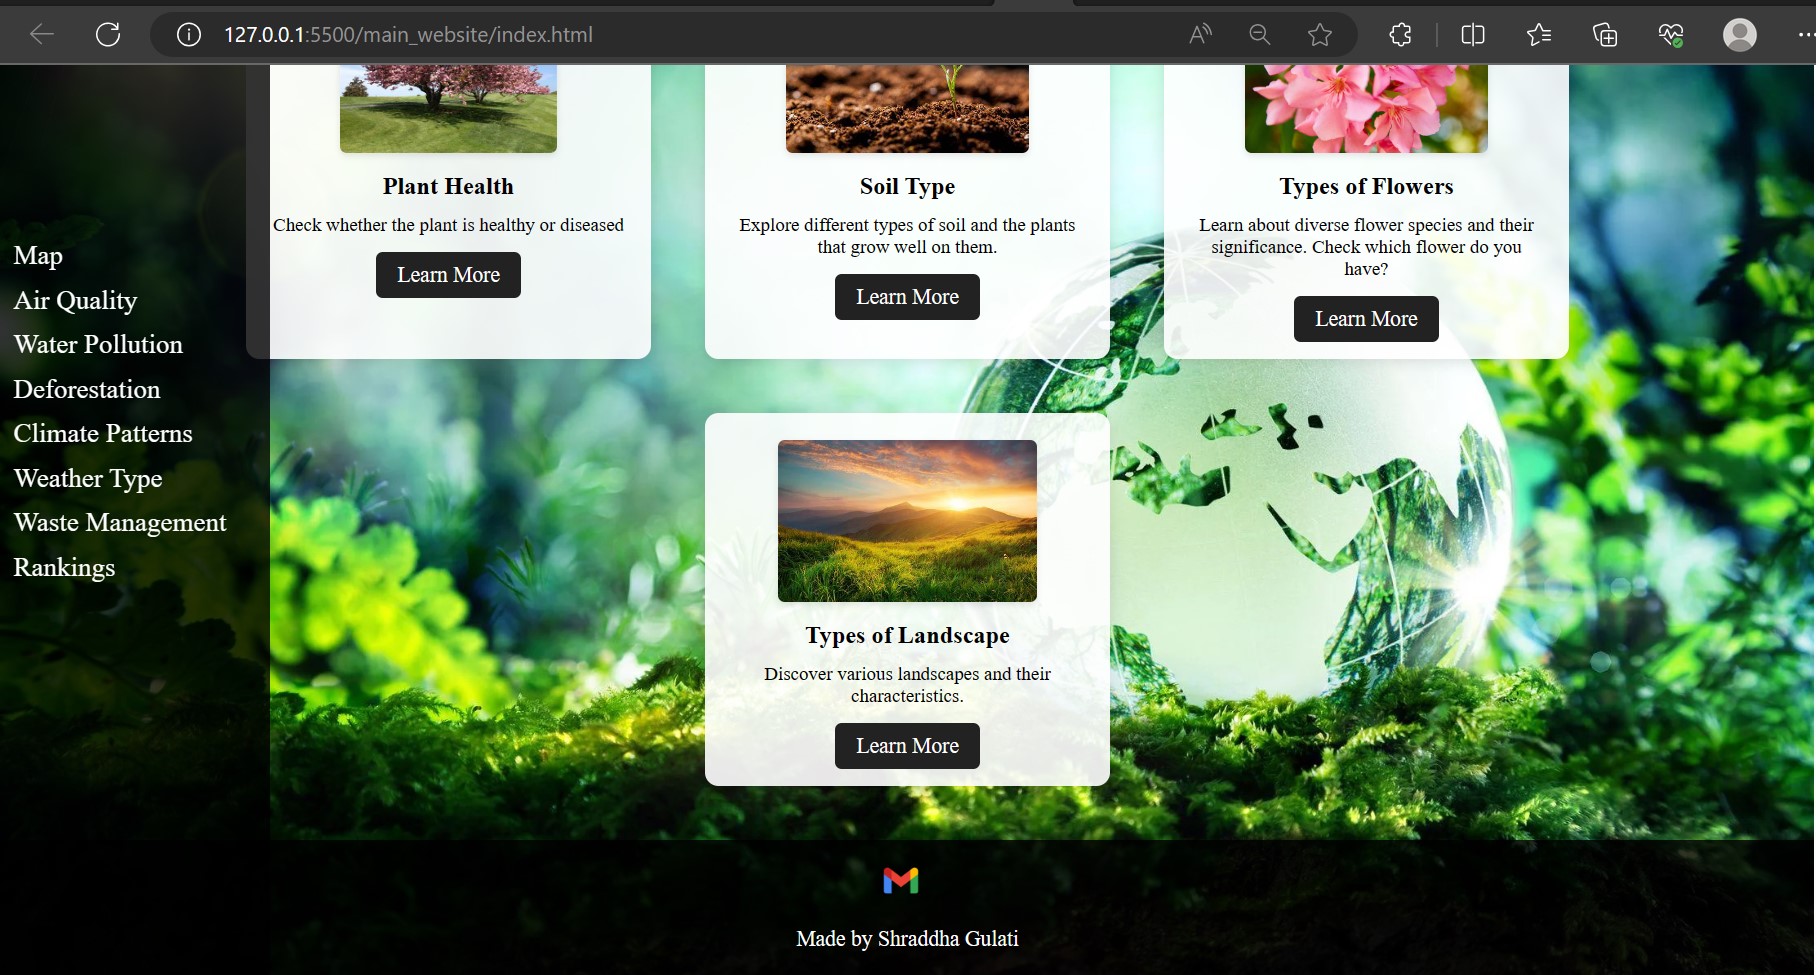 127.0.0.1:5500/main_website/index.html
Map
Air Quality
Water Pollution
Deforestation
Climate Patterns
Weather Type
Waste Management
Rankings
Plant Health
Check whether the plant is healthy or diseased
Learn More
Soil Type
Explore different types of soil and the plants
that grow well on them.
Learn More
Types of Flowers
Learn about diverse flower species and their
significance. Check which flower do you
have?
Learn More
Types of Landscape
Discover various landscapes and their
characteristics.
Learn More
Made by Shraddha Gulati